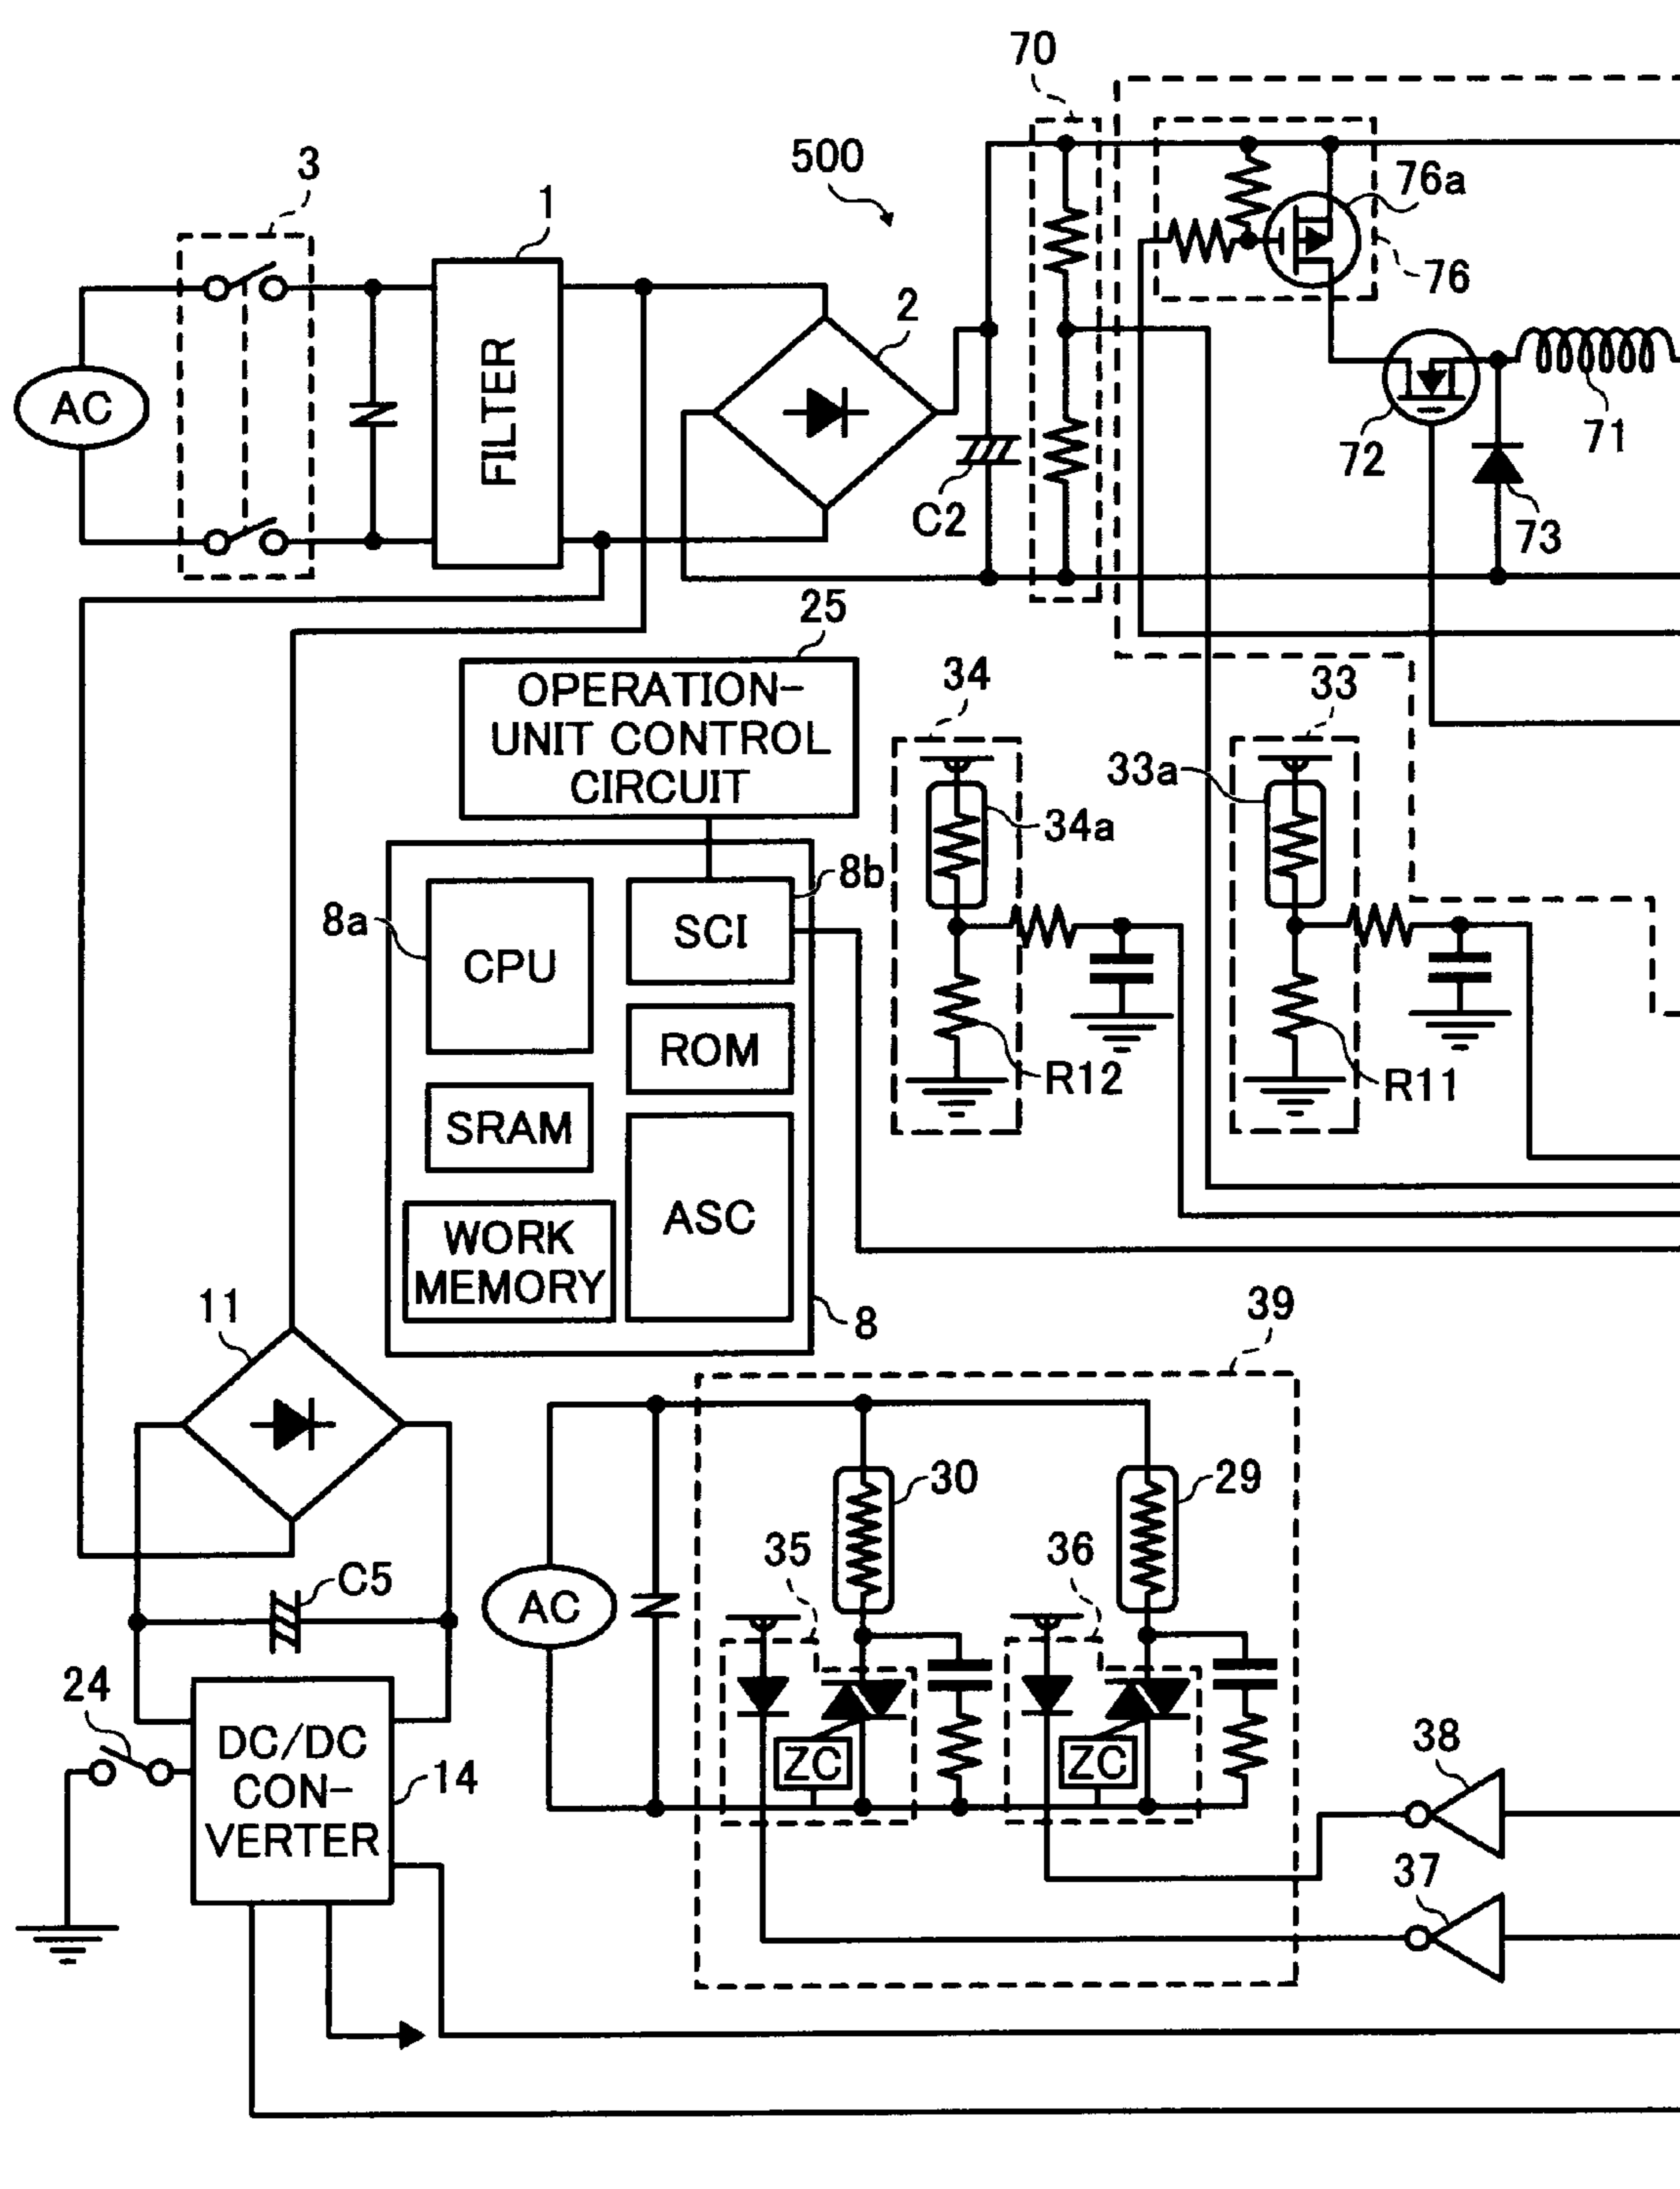 70
3
500
1
76a
76
2
AC
FILTER
C2
72
71
73
25
OPERATION-
UNIT CONTROL
CIRCUIT
34
33
33a
34a
8b
8a
SCI
CPU
ROM
R12
R11
SRAM
ASC
WORK
MEMORY
8
11
39
30
29
35
36
C5
AC
24
DC/DC
CON-
VERTER
14
ZC
ZC
38
37